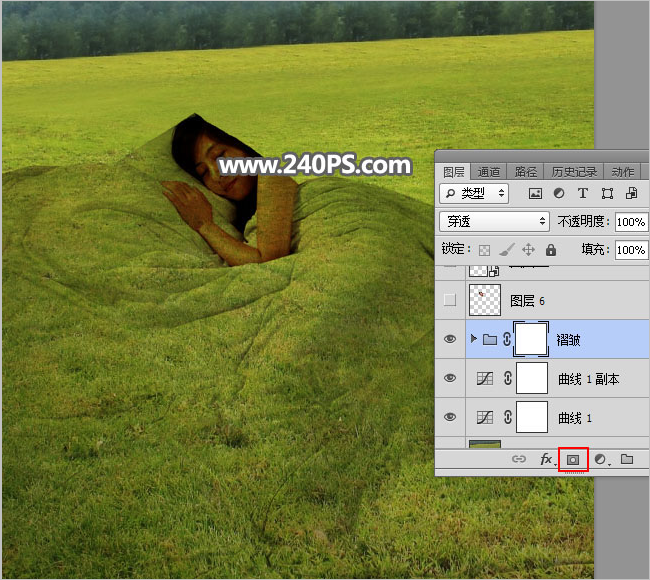 www.240PS.com
图层 通道 路径 历史记录 动作
类型 T
穿透 不透明度: 100%
锁定: 填充: 100%
图层 6
褶皱
曲线 1 副本
曲线 1
fx